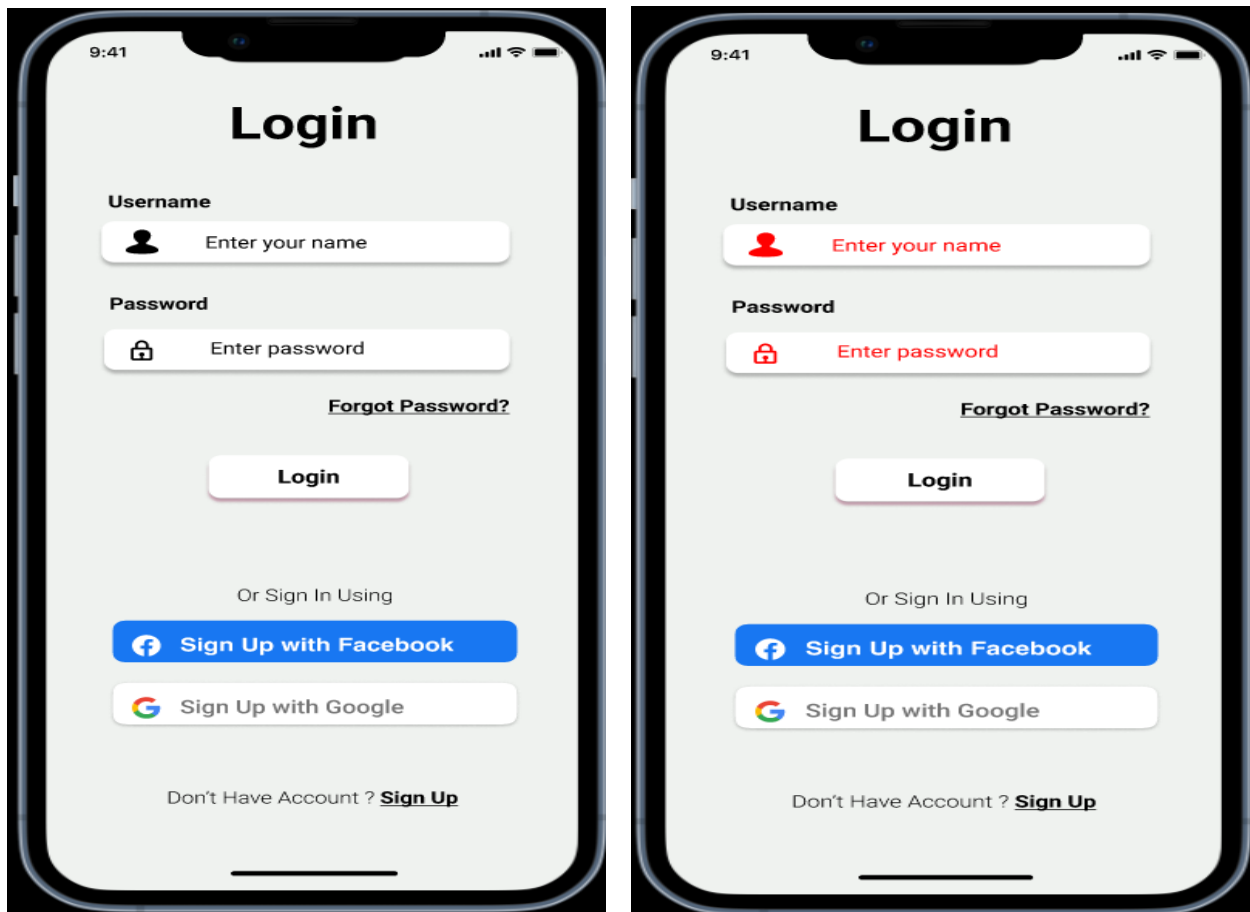 9:41
Login
Username
Enter your name
Password
Enter password
Forgot Password?
Login
Or Sign In Using
Sign Up with Facebook
Sign Up with Google
Don't Have Account ? Sign Up
9:41
Login
Username
Enter your name
Password
Enter password
Forgot Password?
Login
Or Sign In Using
Sign Up with Facebook
Sign Up with Google
Don't Have Account ? Sign Up